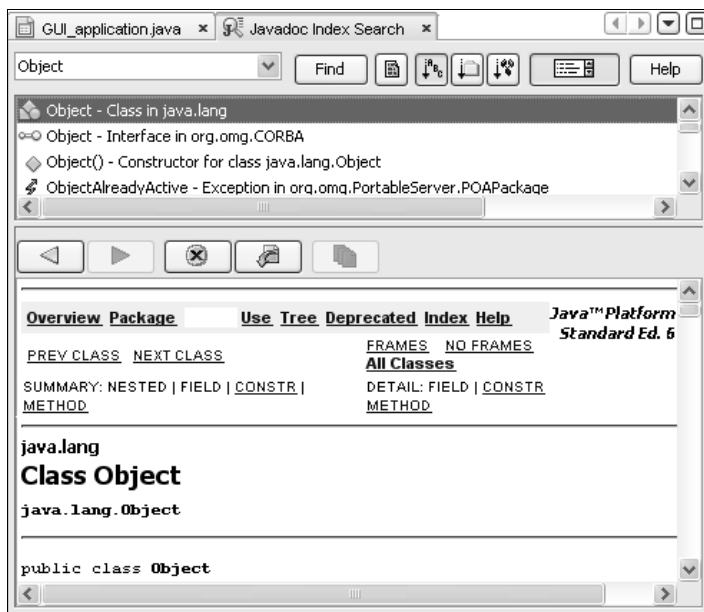 GUI_application.java x Javadoc Index Search x
Object Find Help
Object - Class in java.lang
Object - Interface in org.omg.CORBA
Object() - Constructor for class java.lang.Object
ObjectAlreadyActive - Exception in org.omg.PortableServer.POAPackage
Overview Package Use Tree Deprecated Index Help
Java™ Platform
Standard Ed. 6
PREV CLASS NEXT CLASS
FRAMES NO FRAMES
All Classes
SUMMARY: NESTED | FIELD | CONSTR |
METHOD
DETAIL: FIELD | CONSTR
METHOD
java.lang
Class Object
java.lang.Object
public class Object